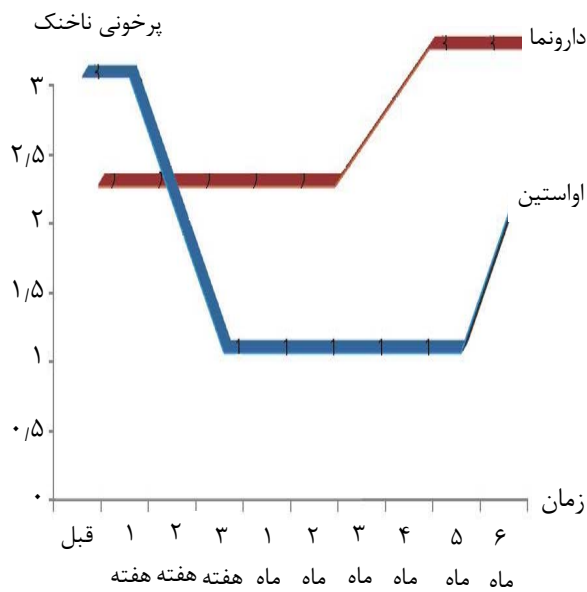 پرخونی ناخنک
دارونما
۳
۲٫۵
اواستین
۲
۱٫۵
۱
۰٫۵
۰
زمان
قبل ۱ ۲ ۳ ۱ ۲ ۳ ۴ ۵ ۶
هفته هفته هفته ماه ماه ماه ماه ماه ماه